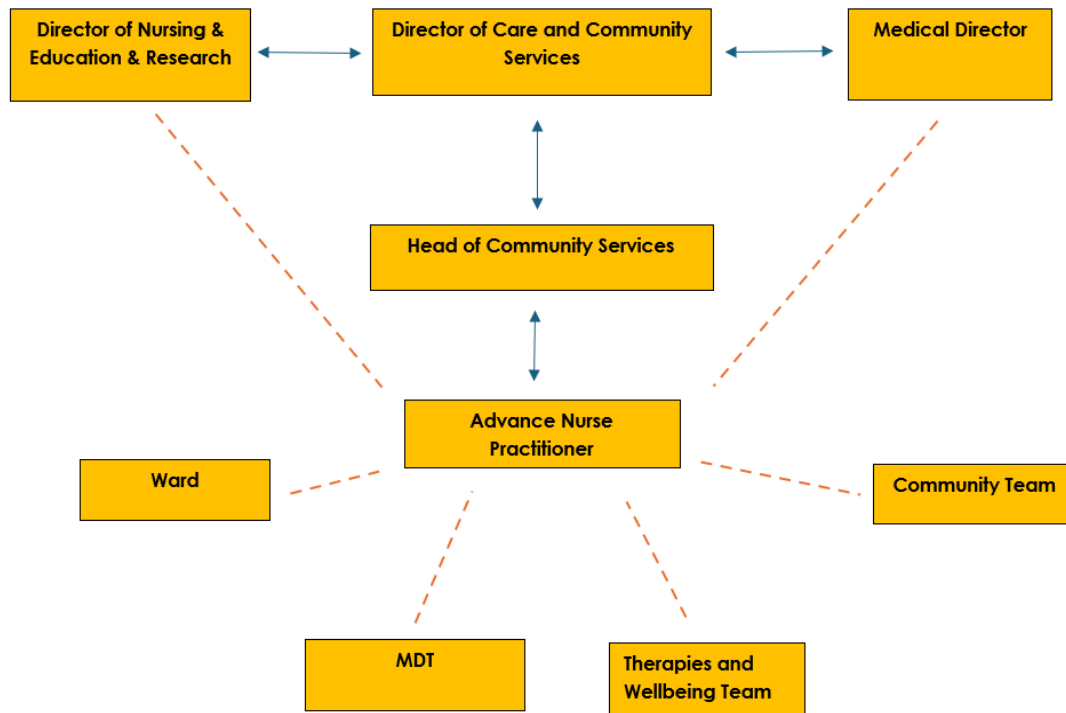 Director of Nursing &
Education & Research
Director of Care and Community
Services
Medical Director
Head of Community Services
Advance Nurse
Practitioner
Ward
Community Team
MDT
Therapies and
Wellbeing Team